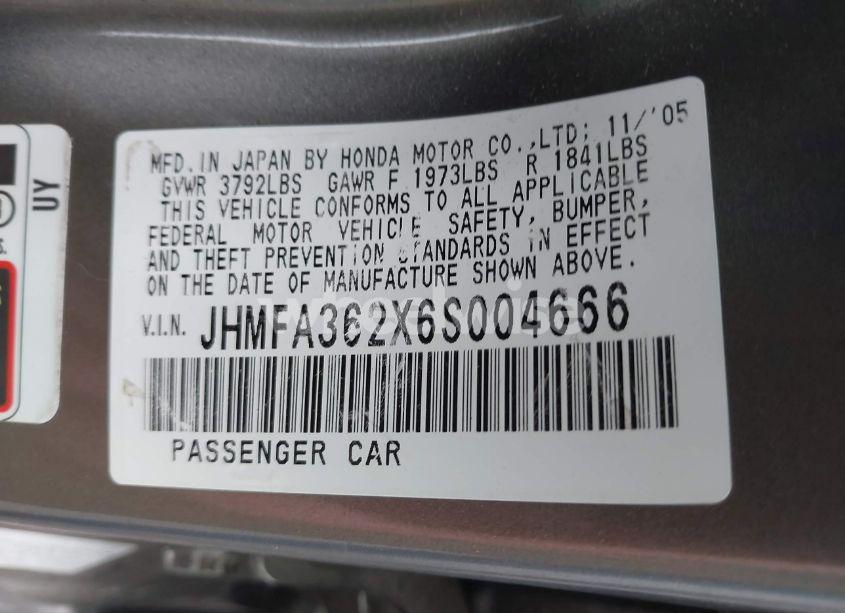 UY
S.
MFD. IN JAPAN BY HONDA MOTOR CO.,LTD; 11/'05
GVWR 3792LBS GAWR F 1973LBS R 1841LBS
THIS VEHICLE CONFORMS TO ALL APPLICABLE
FEDERAL MOTOR VEHICLE SAFETY, BUMPER,
AND THEFT PREVENTION STANDARDS IN EFFECT
ON THE DATE OF MANUFACTURE SHOWN ABOVE.
V.I.N. JHMFA362X6S004666
PASSENGER CAR